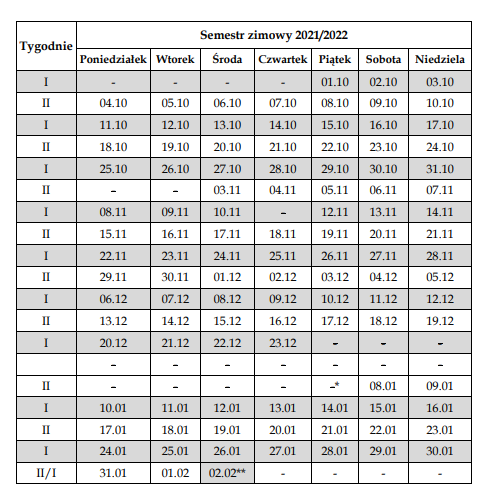 Semestr zimowy 2021/2022
Tygodnie
Poniedziałek Wtorek Środa Czwartek Piątek Sobota Niedziela
I - - - - 01.10 02.10 03.10
II 04.10 05.10 06.10 07.10 08.10 09.10 10.10
I 11.10 12.10 13.10 14.10 15.10 16.10 17.10
II 18.10 19.10 20.10 21.10 22.10 23.10 24.10
I 25.10 26.10 27.10 28.10 29.10 30.10 31.10
II - - 03.11 04.11 05.11 06.11 07.11
I 08.11 09.11 10.11 - 12.11 13.11 14.11
II 15.11 16.11 17.11 18.11 19.11 20.11 21.11
I 22.11 23.11 24.11 25.11 26.11 27.11 28.11
II 29.11 30.11 01.12 02.12 03.12 04.12 05.12
I 06.12 07.12 08.12 09.12 10.12 11.12 12.12
II 13.12 14.12 15.12 16.12 17.12 18.12 19.12
I 20.12 21.12 22.12 23.12 - - -
- - - - - - -
II - - - - -* 08.01 09.01
I 10.01 11.01 12.01 13.01 14.01 15.01 16.01
II 17.01 18.01 19.01 20.01 21.01 22.01 23.01
I 24.01 25.01 26.01 27.01 28.01 29.01 30.01
II/I 31.01 01.02 02.02** - - - -